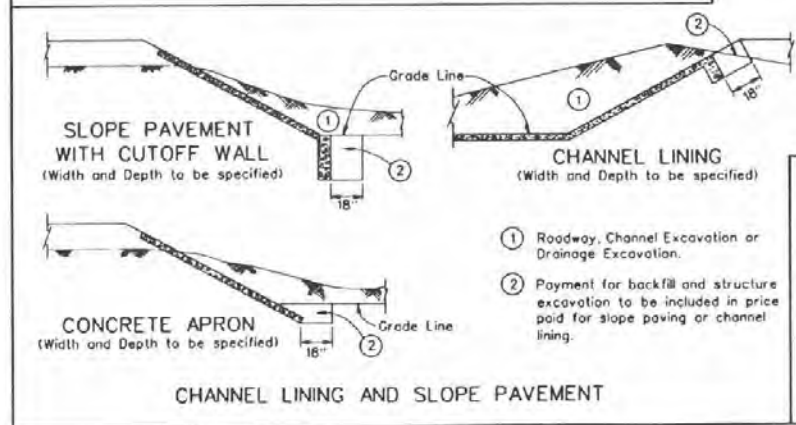 Grade Line
①
②
18"
SLOPE PAVEMENT
WITH CUTOFF WALL
(Width and Depth to be specified)
②
①
18"
CHANNEL LINING
(Width and Depth to be specified)
CONCRETE APRON
(Width and Depth to be specified)
Grade Line
②
18"
① Roadway, Channel Excavation or
Drainage Excavation.
② Payment for backfill and structure
excavation to be included in price
paid for slope paving or channel
lining.
CHANNEL LINING AND SLOPE PAVEMENT